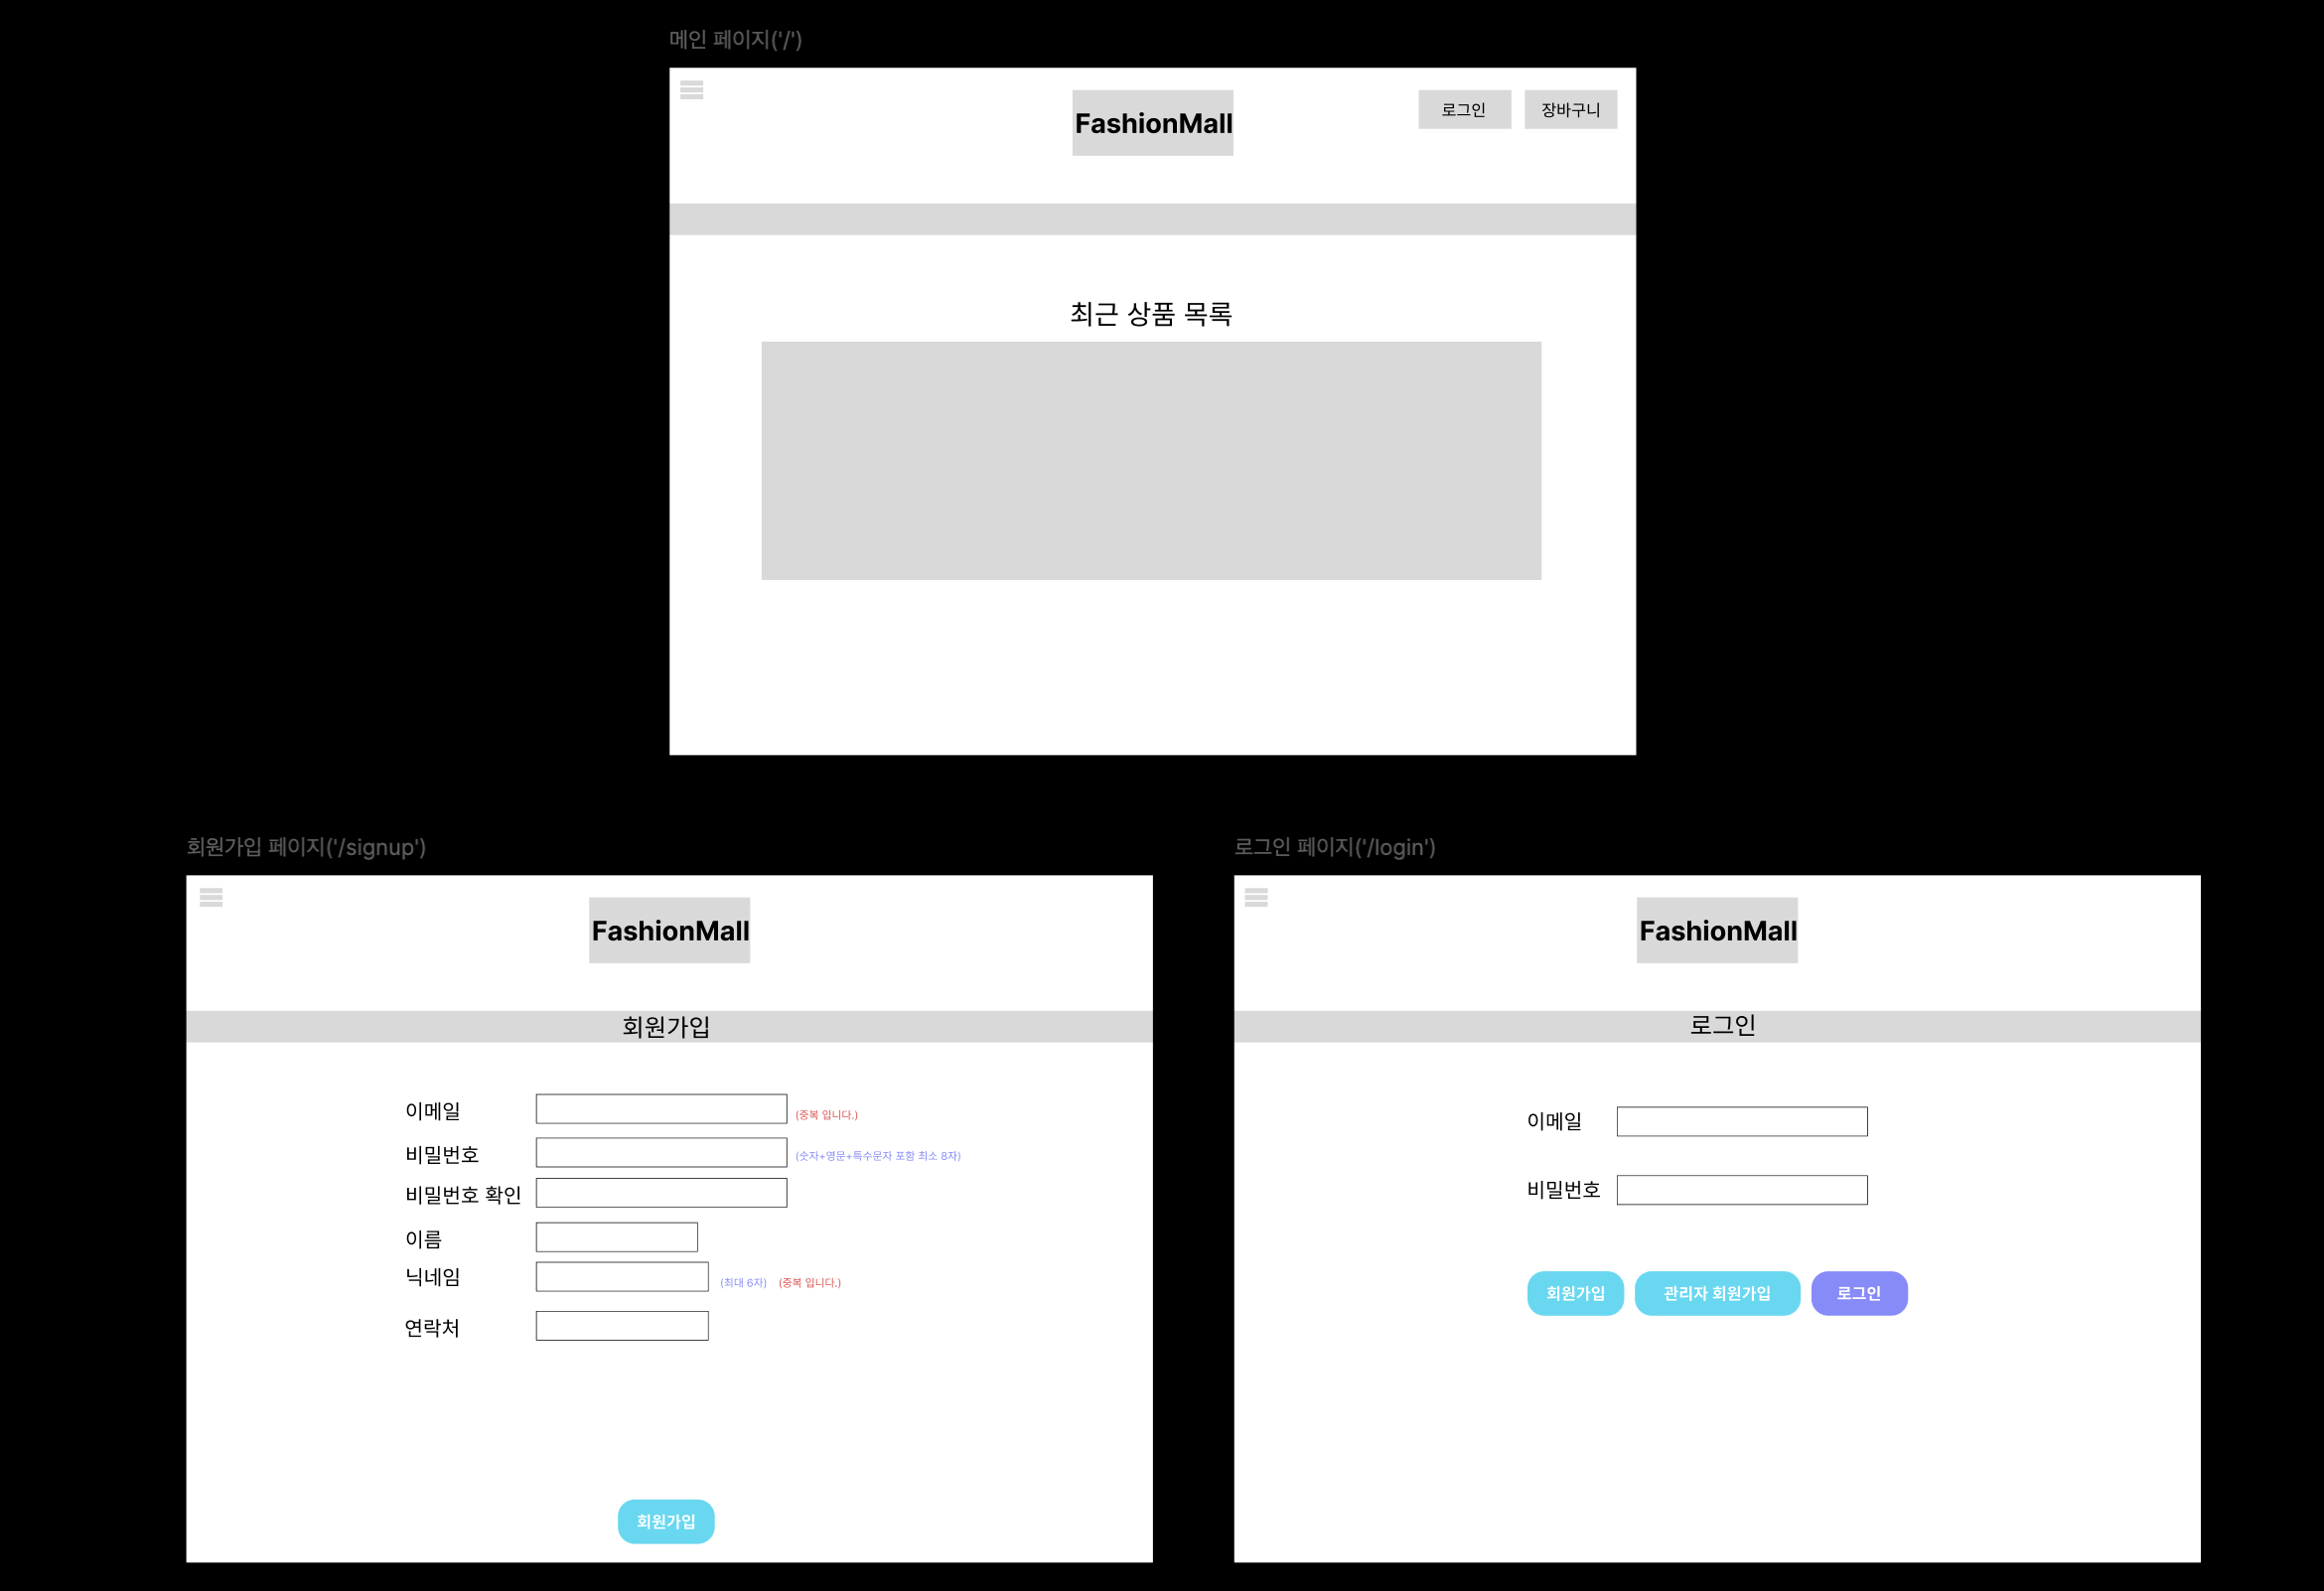 메인 페이지('/')
FashionMall
로그인
장바구니
최근 상품 목록
회원가입 페이지('/signup')
FashionMall
회원가입
이메일
(중복 입니다.)
비밀번호
(숫자+영문+특수문자 포함 최소 8자)
비밀번호 확인
이름
닉네임
(최대 6자) (중복 입니다.)
연락처
회원가입
로그인 페이지('/login')
FashionMall
로그인
이메일
비밀번호
회원가입
관리자 회원가입
로그인